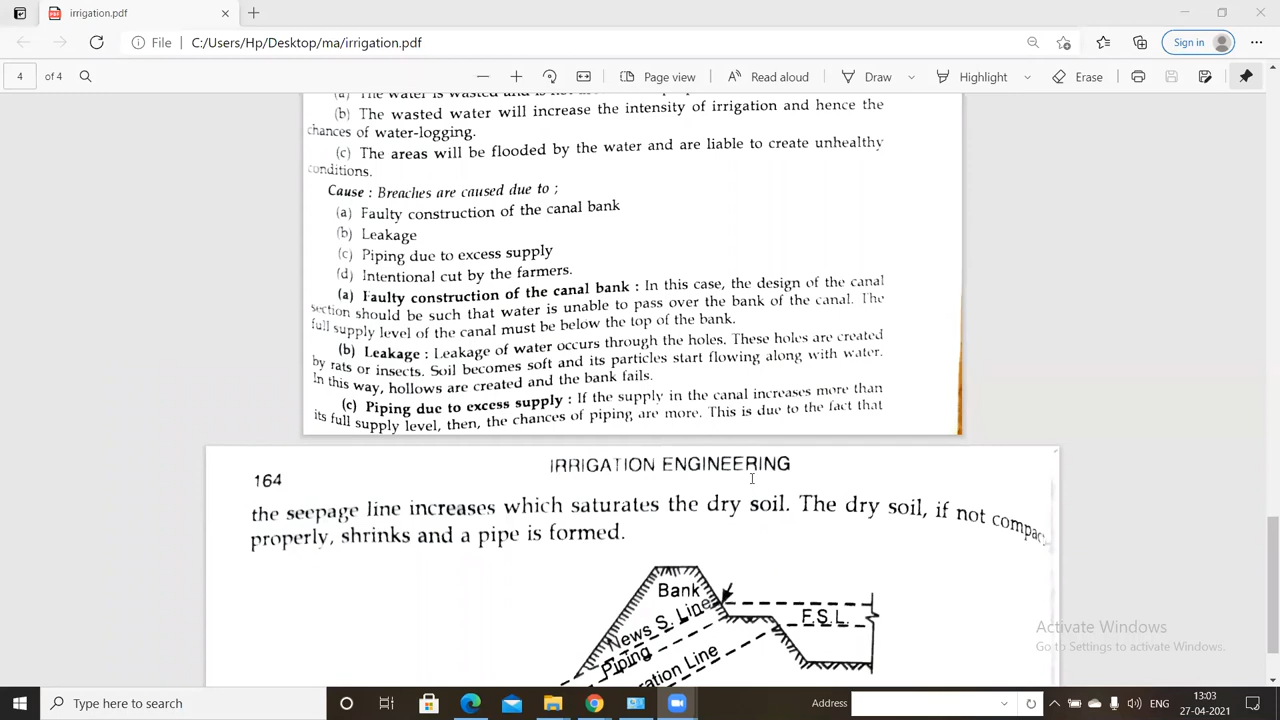 irrigation.pdf
File C:/Users/Hp/Desktop/ma/irrigation.pdf Sign in
4 of 4 Page view Read aloud Draw Highlight Erase
(a) The water is wasted and is
(b) The wasted water will increase the intensity of irrigation and hence the
chances of water-logging.
(c) The areas will be flooded by the water and are liable to create unhealthy
conditions.
Cause : Breaches are caused due to ;
(a) Faulty construction of the canal bank
(b) Leakage
(c) Piping due to excess supply
(d) Intentional cut by the farmers.
(a) Faulty construction of the canal bank : In this case, the design of the canal
section should be such that water is unable to pass over the bank of the canal. The
full supply level of the canal must be below the top of the bank.
(b) Leakage : Leakage of water occurs through the holes. These holes are created
by rats or insects. Soil becomes soft and its particles start flowing along with water.
In this way, hollows are created and the bank fails.
(c) Piping due to excess supply : If the supply in the canal increases more than
its full supply level, then, the chances of piping are more. This is due to the fact that
164 IRRIGATION ENGINEERING
the seepage line increases which saturates the dry soil. The dry soil, if not compac
properly, shrinks and a pipe is formed.
Bank
News S. Line
F.S.L.
Piping
ration Line
Activate Windows
Go to Settings to activate Windows.
Type here to search
Address
ENG
13:03
27-04-2021